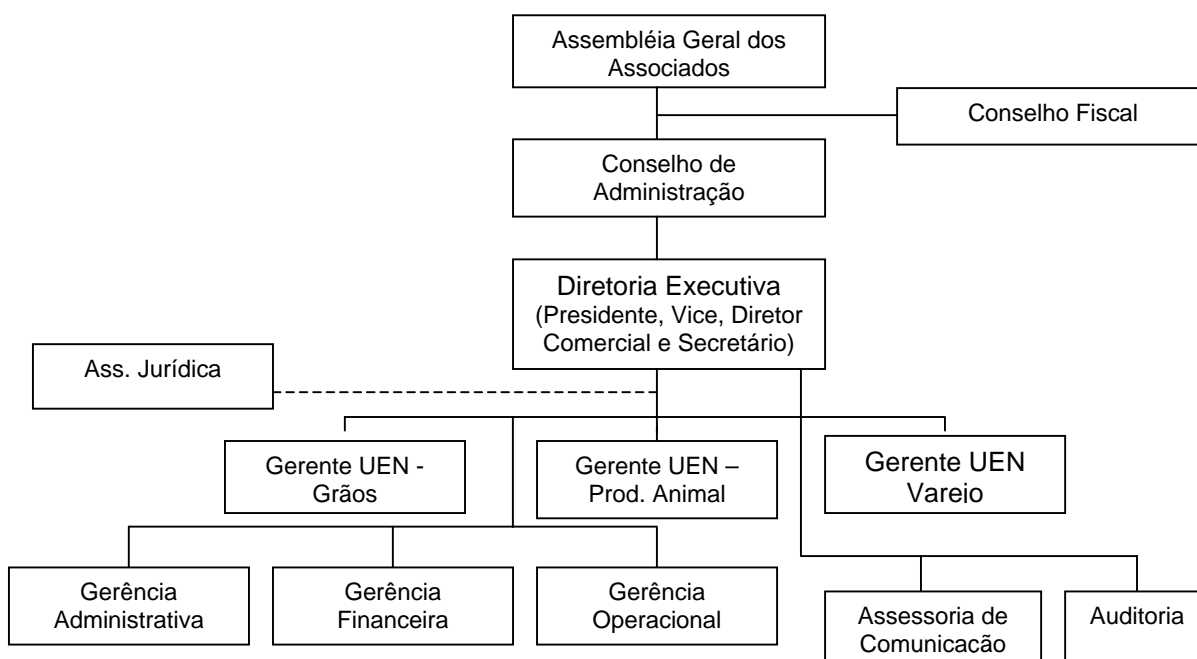 Assembléia Geral dos
Associados
Conselho Fiscal
Conselho de
Administração
Diretoria Executiva
(Presidente, Vice, Diretor
Comercial e Secretário)
Ass. Jurídica
Gerente UEN -
Grãos
Gerente UEN –
Prod. Animal
Gerente UEN
Varejo
Gerência
Administrativa
Gerência
Financeira
Gerência
Operacional
Assessoria de
Comunicação
Auditoria